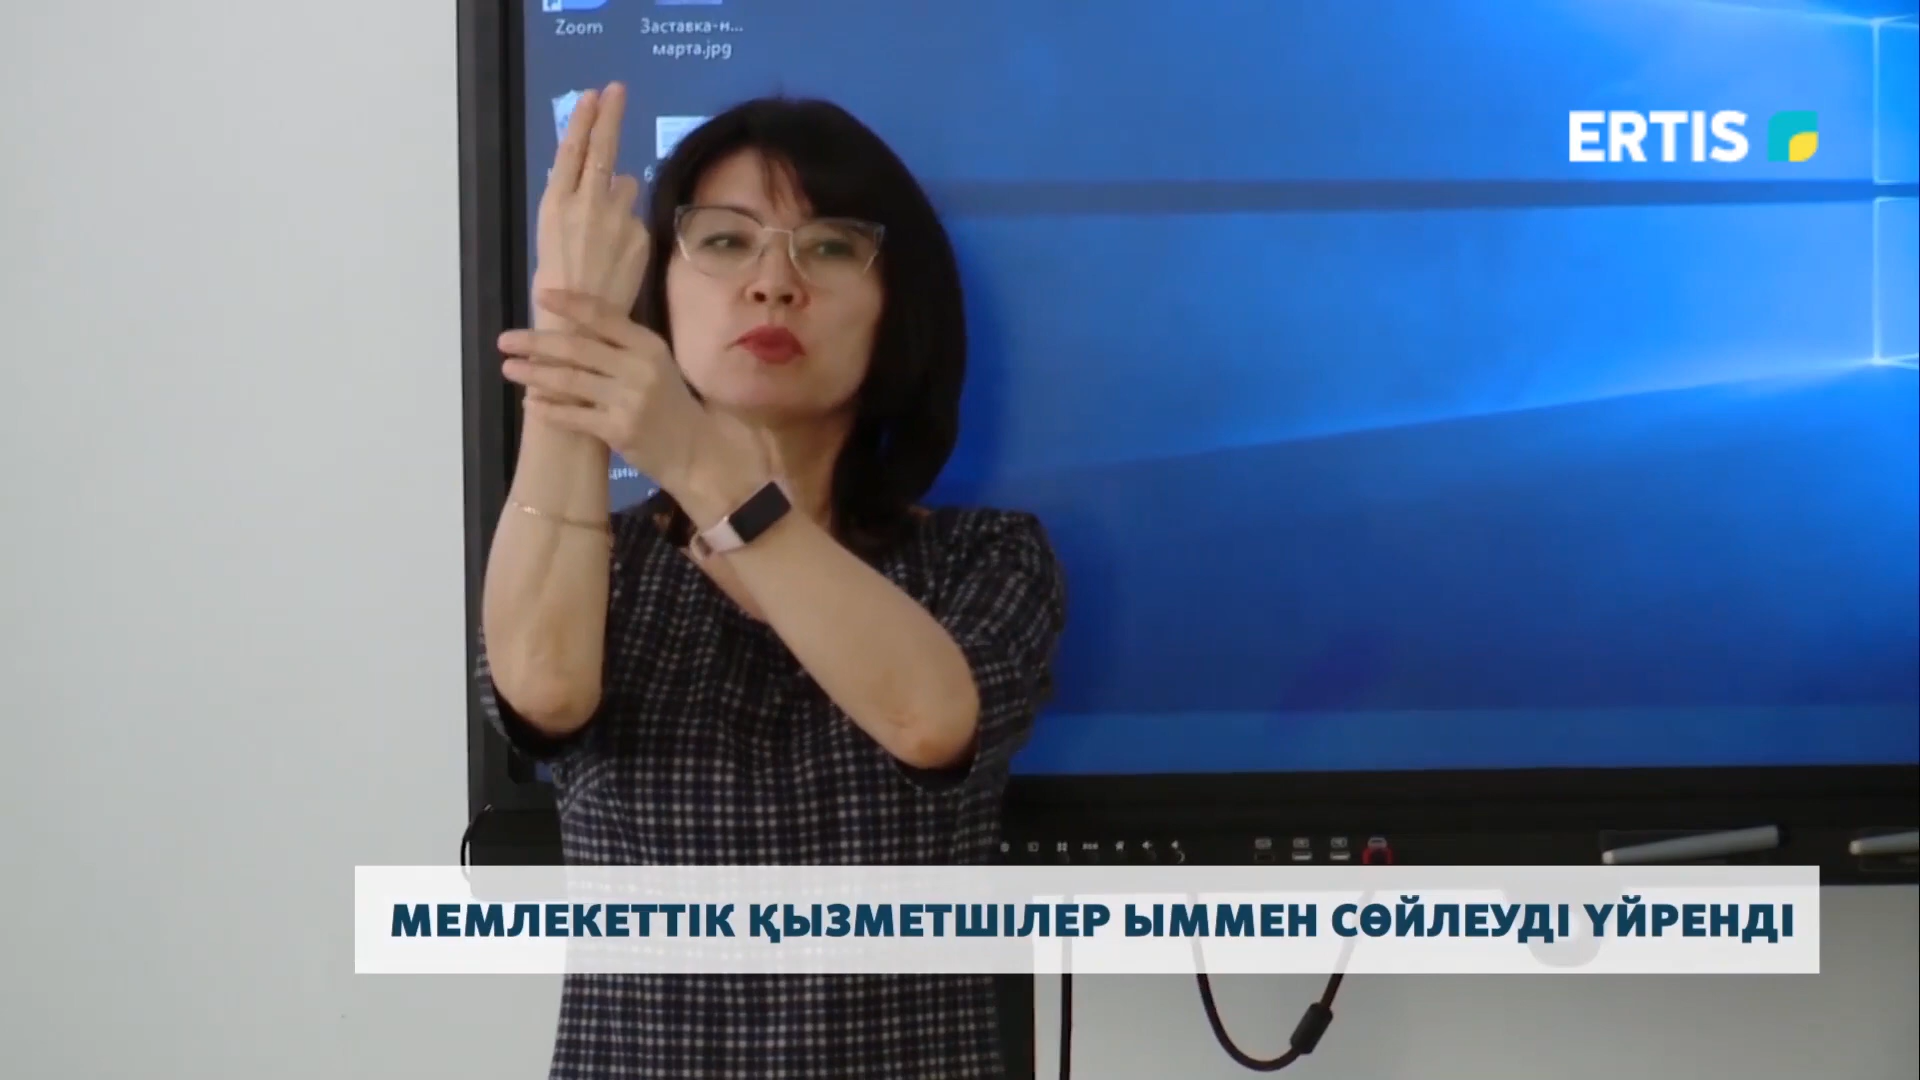 Zoom
Заставка-н...
марта.jpg
ERTIS
МЕМЛЕКЕТТІК ҚЫЗМЕТШІЛЕР ЫММЕН СӨЙЛЕУДІ ҮЙРЕНДІ